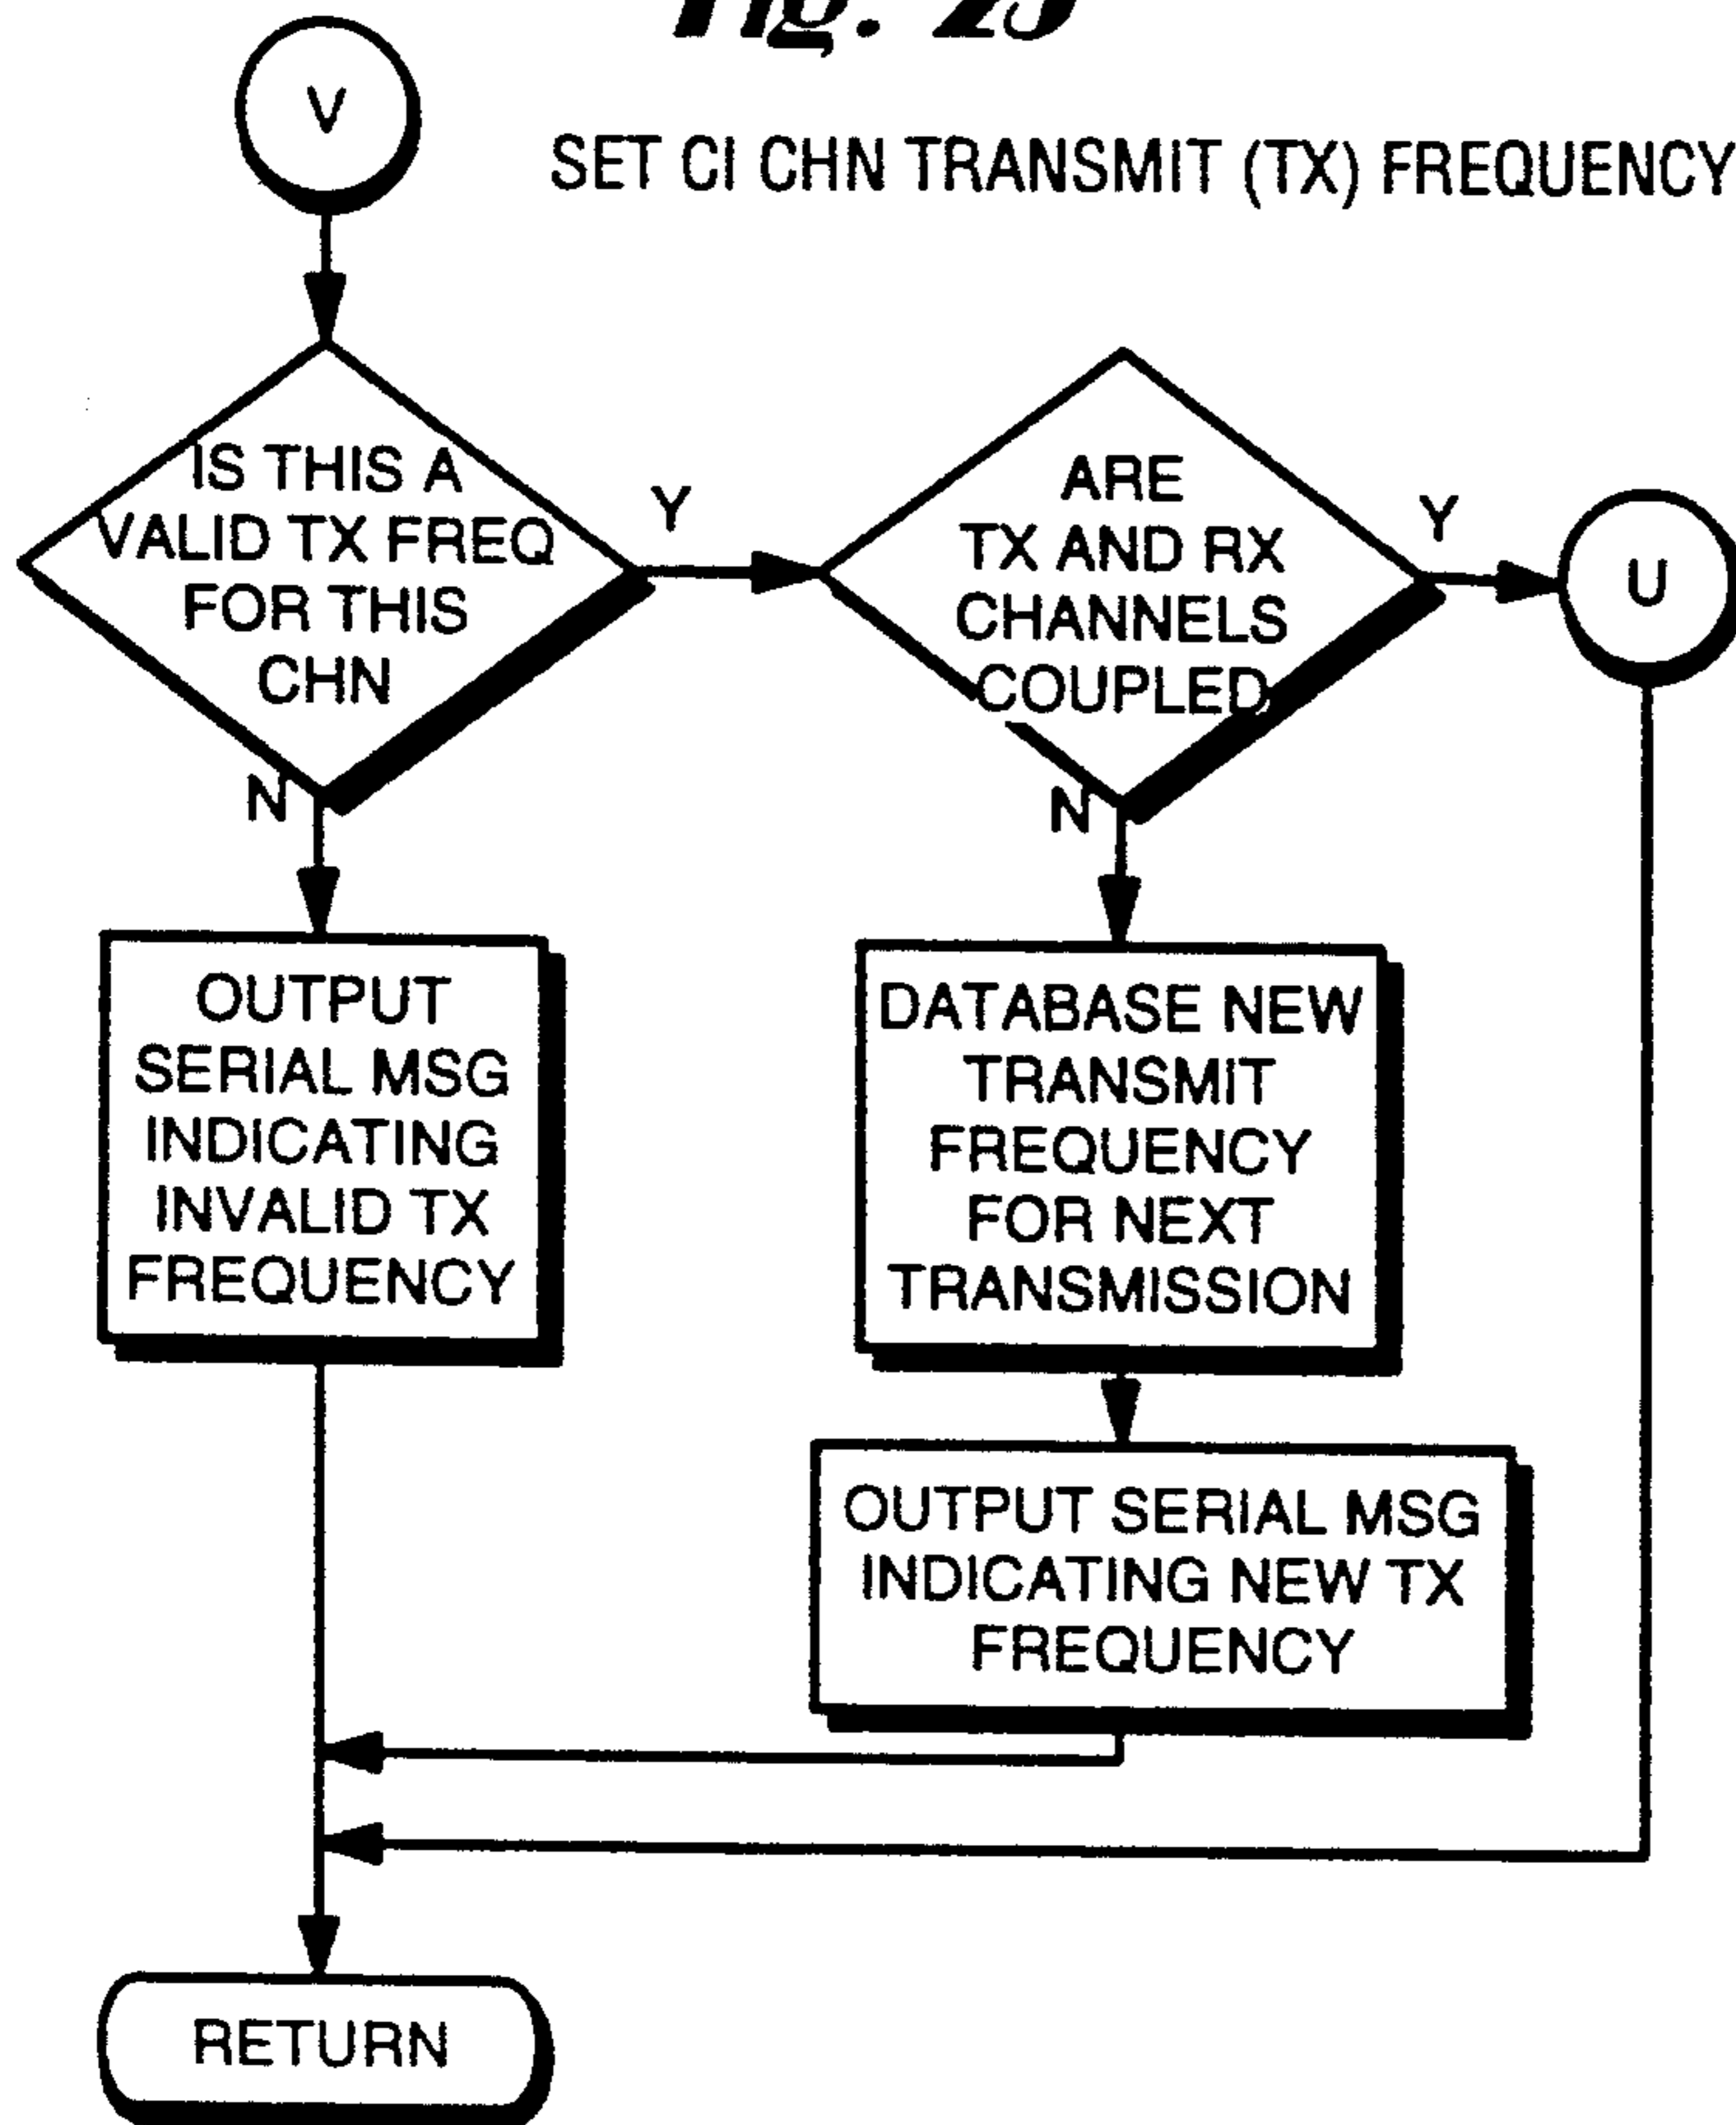 V
SET CI CHN TRANSMIT (TX) FREQUENCY
IS THIS A
VALID TX FREQ
FOR THIS
CHN
Y
N
ARE
TX AND RX
CHANNELS
COUPLED
Y
N
U
OUTPUT
SERIAL MSG
INDICATING
INVALID TX
FREQUENCY
DATABASE NEW
TRANSMIT
FREQUENCY
FOR NEXT
TRANSMISSION
OUTPUT SERIAL MSG
INDICATING NEW TX
FREQUENCY
RETURN